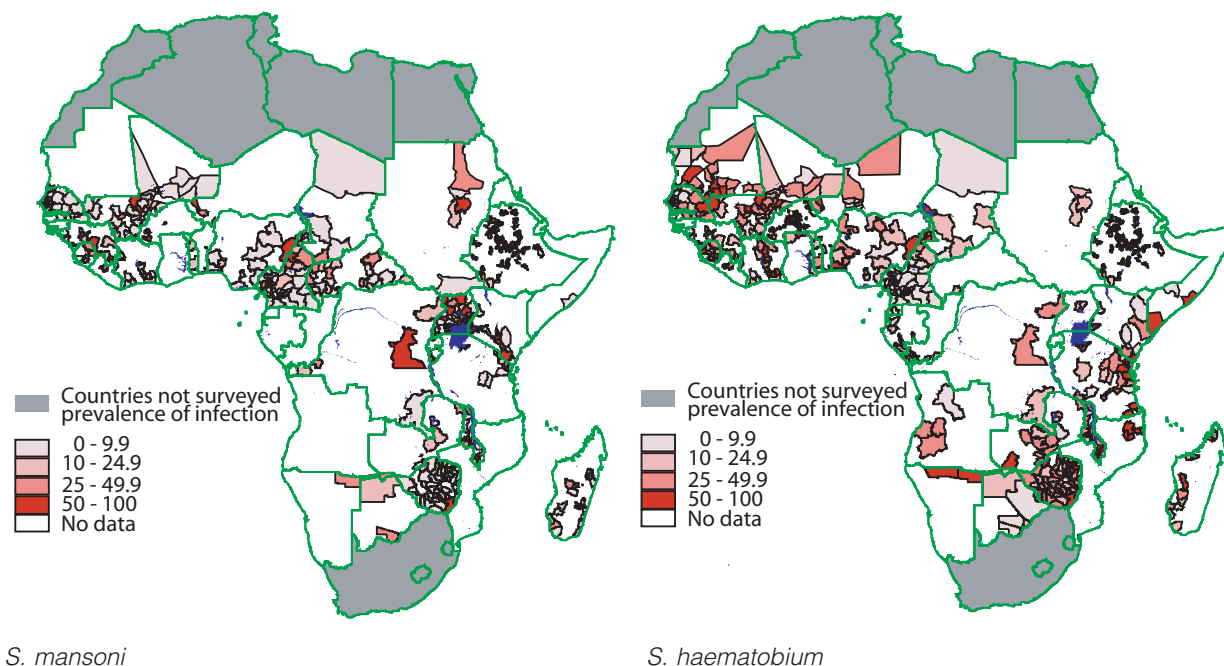 Countries not surveyed
prevalence of infection
0 - 9.9
10 - 24.9
25 - 49.9
50 - 100
No data
Countries not surveyed
prevalence of infection
0 - 9.9
10 - 24.9
25 - 49.9
50 - 100
No data
S. mansoni
S. haematobium